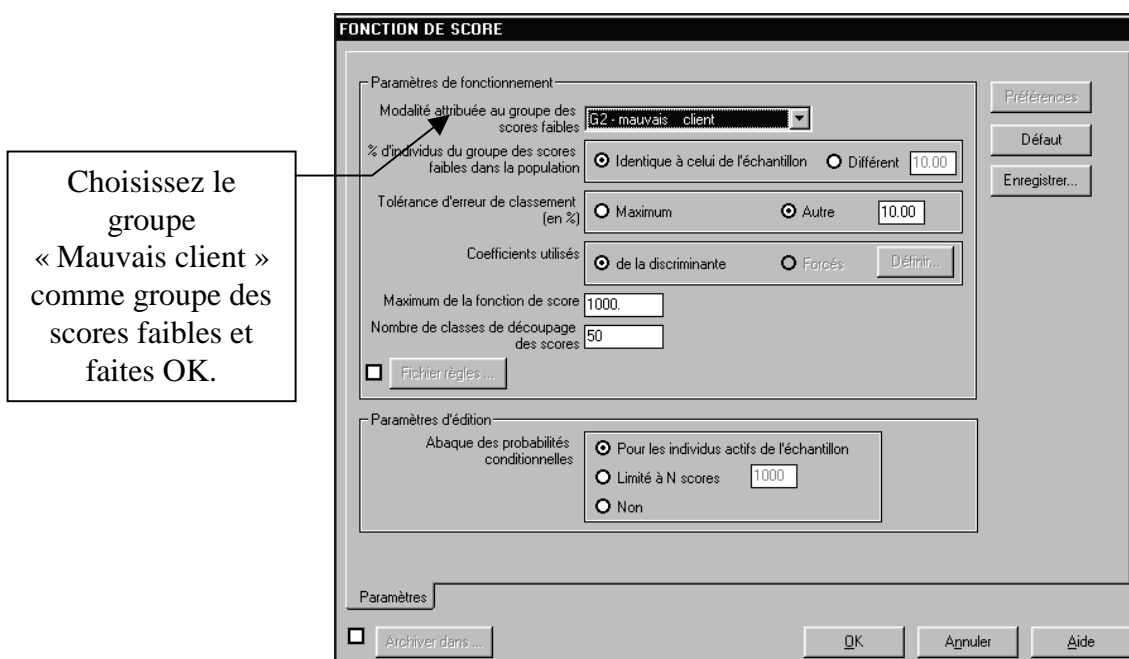 FONCTION DE SCORE
Paramètres de fonctionnement
Modalité attribuée au groupe des
scores faibles
G2 - mauvais client
% d'individus du groupe des scores
faibles dans la population
Identique à celui de l'échantillon
Différent
10.00
Tolérance d'erreur de classement
(en %)
Maximum
Autre
10.00
Coefficients utilisés
de la discriminante
Forcés
Définir...
Maximum de la fonction de score
1000.
Nombre de classes de découpage
des scores
50
Fichier règles ...
Préférences
Défaut
Enregistrer...
Choisissez le
groupe
« Mauvais client »
comme groupe des
scores faibles et
faites OK.
Paramètres d'édition
Abaque des probabilités
conditionnelles
Pour les individus actifs de l'échantillon
Limité à N scores
1000
Non
Paramètres
Archiver dans ...
OK
Annuler
Aide